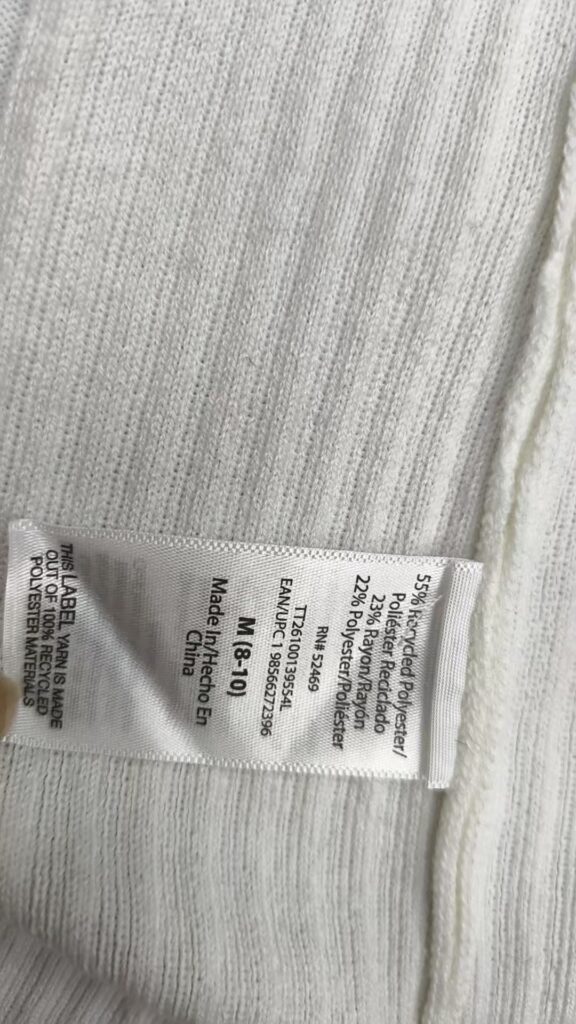 55% Recycled Polyester/
Poliéster Reciclado
23% Rayon/Rayón
22% Polyester/Poliéster
RN# 52469
TT26100139554L
EAN/UPC 1 98566272396
M (8-10)
Made In/Hecho En
China
THIS LABEL YARN IS MADE
OUT OF 100% RECYCLED
POLYESTER MATERIALS